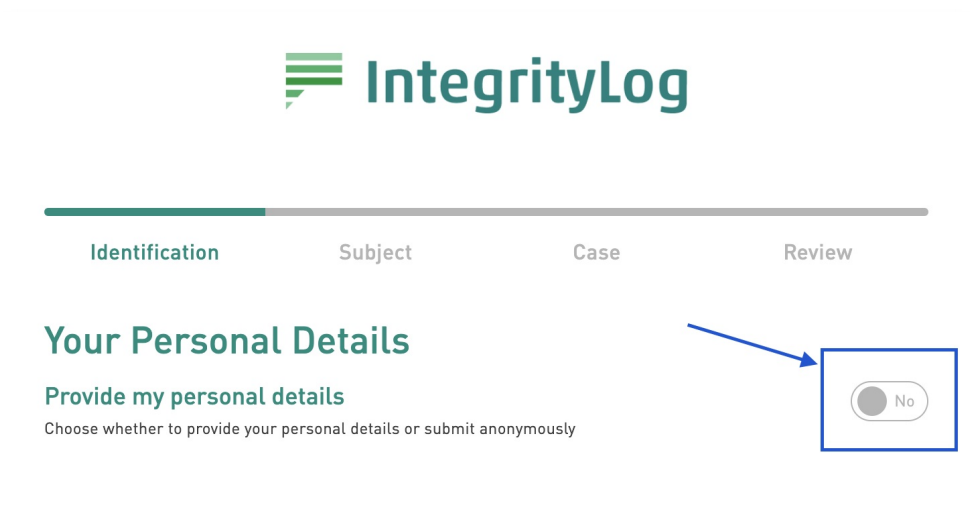 IntegrityLog
Identification Subject Case Review
Your Personal Details
Provide my personal details
No
Choose whether to provide your personal details or submit anonymously